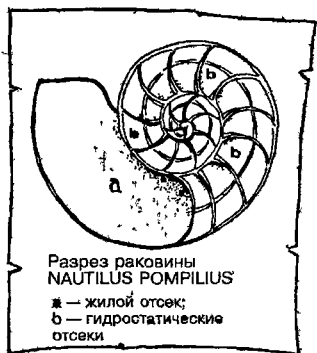 b
b
b
a
Разрез раковины
NAUTILUS POMPILIUS
a — жилой отсек;
b — гидростатические
отсеки